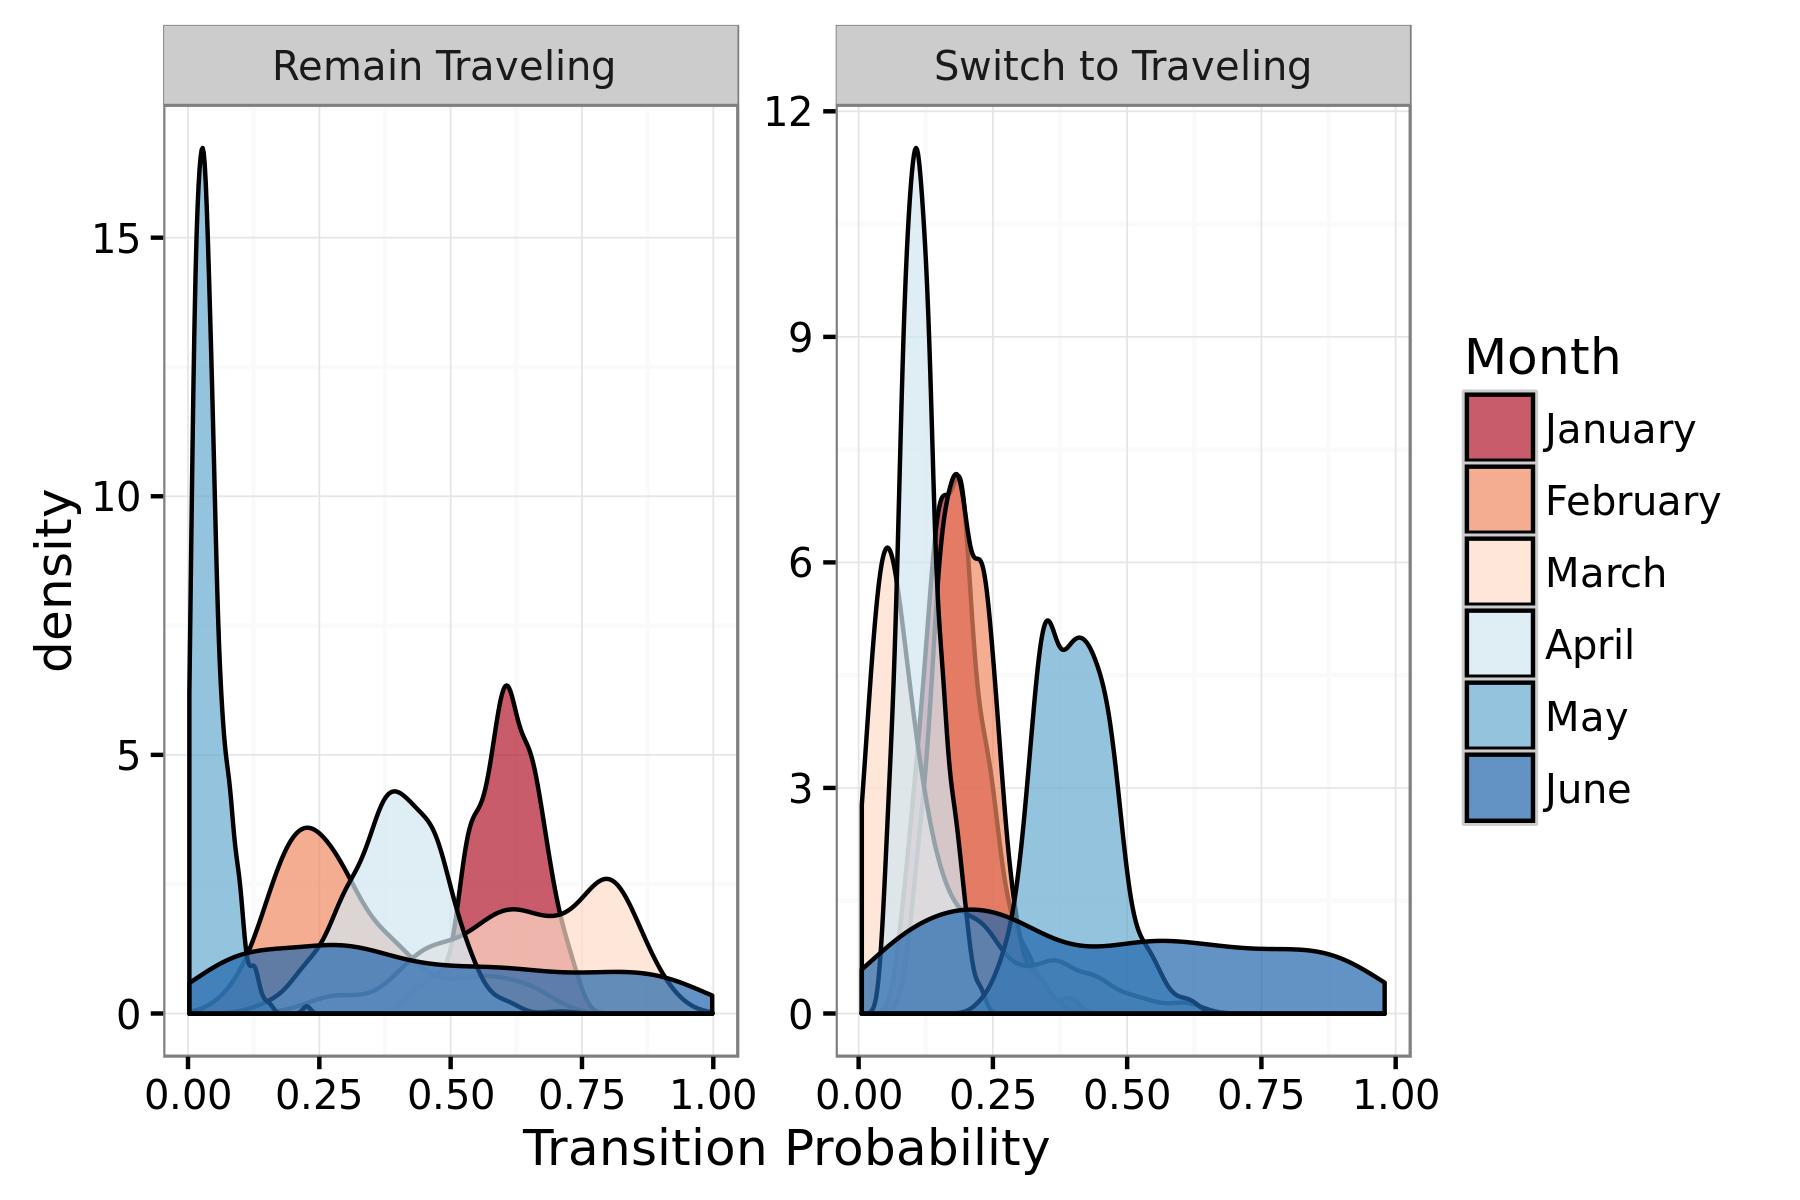 Remain Traveling
Switch to Traveling
density
15
10
5
0
12
9
6
3
0
0.00 0.25 0.50 0.75 1.00
0.00 0.25 0.50 0.75 1.00
Transition Probability
Month
January
February
March
April
May
June